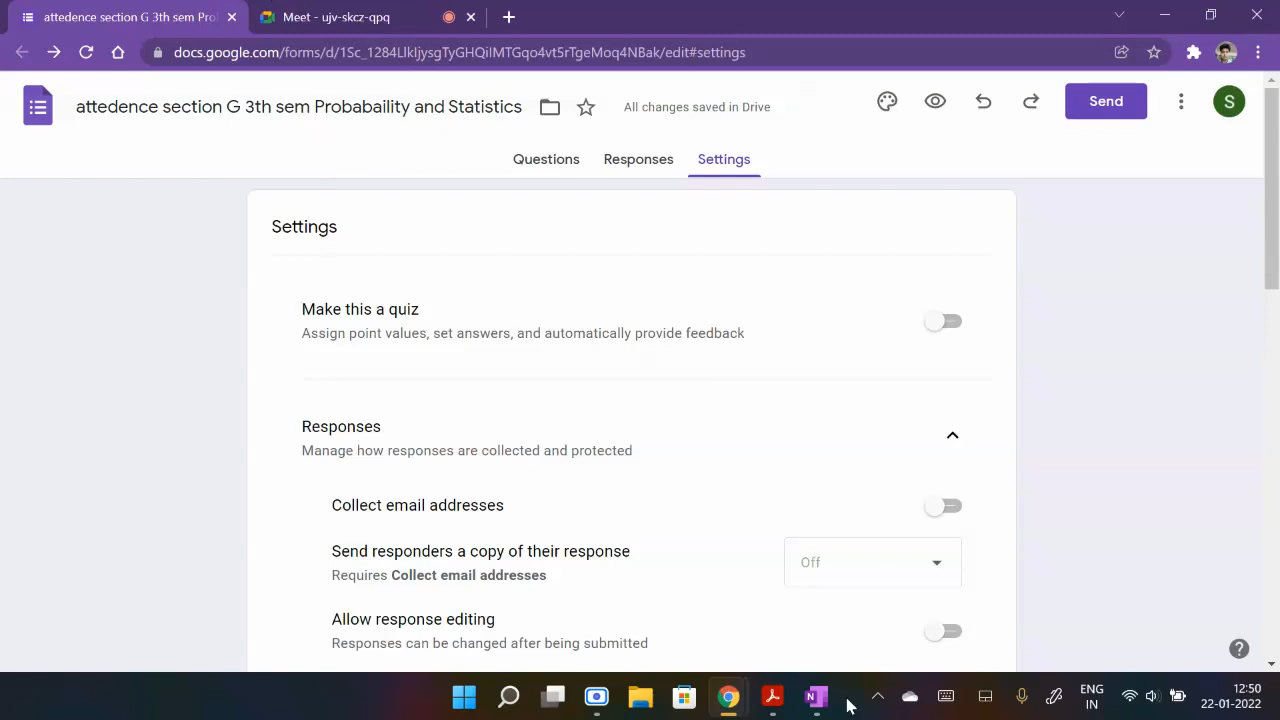 attedence section G 3th sem Pro
Meet - ujv-skcz-qpq
docs.google.com/forms/d/1Sc_1284LlkIjysgTyGHQiIMTGqo4vt5rTgeMoq4NBak/edit#settings
attedence section G 3th sem Probabaility and Statistics
All changes saved in Drive
Send
S
Questions
Responses
Settings
Settings
Make this a quiz
Assign point values, set answers, and automatically provide feedback
Responses
Manage how responses are collected and protected
Collect email addresses
Send responders a copy of their response
Requires Collect email addresses
Off
Allow response editing
Responses can be changed after being submitted
ENG
IN
12:50
22-01-2022